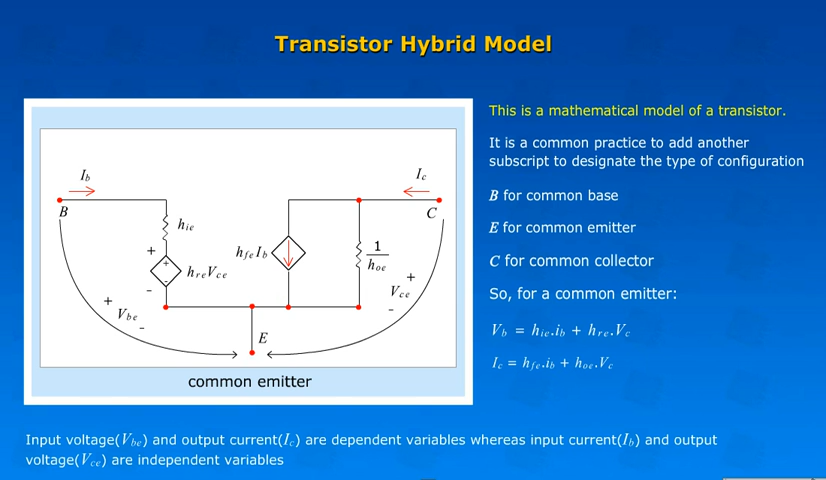 Transistor Hybrid Model
This is a mathematical model of a transistor.
It is a common practice to add another
subscript to designate the type of configuration
B for common base
E for common emitter
C for common collector
So, for a common emitter:
V_b = h_ie.i_b + h_re.V_c
I_c = h_fe.i_b + h_oe.V_c
I_b
I_c
B
C
h_ie
+
+
-
-
h_re V_ce
h_fe I_b
1
h_oe
+
V_ce
-
+
V_be
-
E
common emitter
Input voltage(V_be) and output current(I_c) are dependent variables whereas input current(I_b) and output
voltage(V_ce) are independent variables